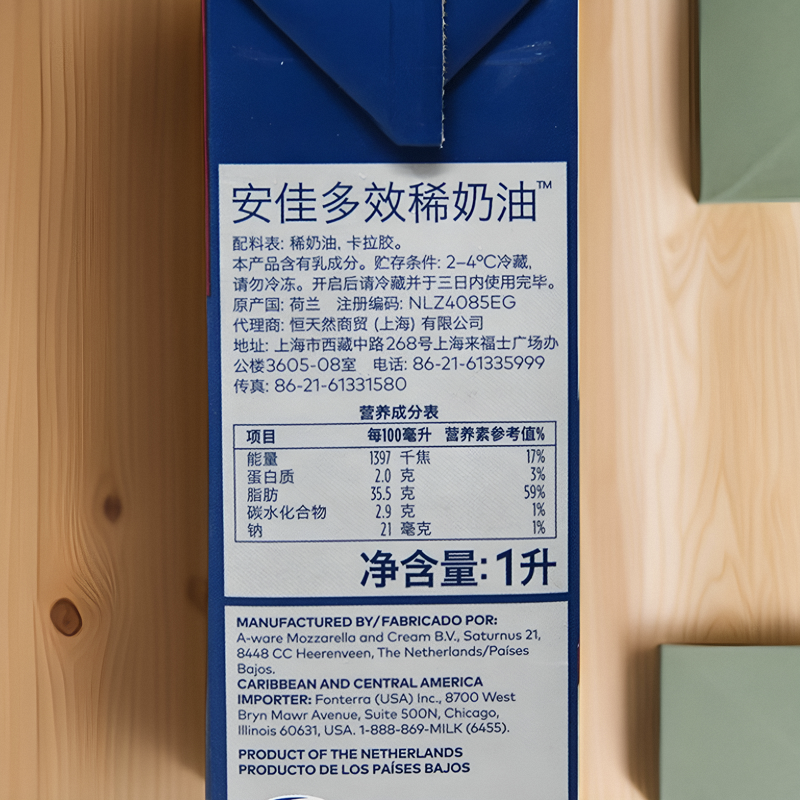 安佳多效稀奶油™
配料表: 稀奶油, 卡拉胶。
本产品含有乳成分。贮存条件: 2–4°C冷藏,
请勿冷冻。开启后请冷藏并于三日内使用完毕。
原产国: 荷兰 注册编码: NLZ4085EG
代理商: 恒天然商贸 (上海) 有限公司
地址: 上海市西藏中路268号上海来福士广场办
公楼3605-08室 电话: 86-21-61335999
传真: 86-21-61331580
营养成分表
项目 每100毫升 营养素参考值%
能量 1397 千焦 17%
蛋白质 2.0 克 3%
脂肪 35.5 克 59%
碳水化合物 2.9 克 1%
钠 21 毫克 1%
净含量: 1升
MANUFACTURED BY/FABRICADO POR:
A-ware Mozzarella and Cream B.V., Saturnus 21,
8448 CC Heerenveen, The Netherlands/Países
Bajos.
CARIBBEAN AND CENTRAL AMERICA
IMPORTER: Fonterra (USA) Inc., 8700 West
Bryn Mawr Avenue, Suite 500N, Chicago,
Illinois 60631, USA. 1-888-869-MILK (6455).
PRODUCT OF THE NETHERLANDS
PRODUCTO DE LOS PAÍSES BAJOS